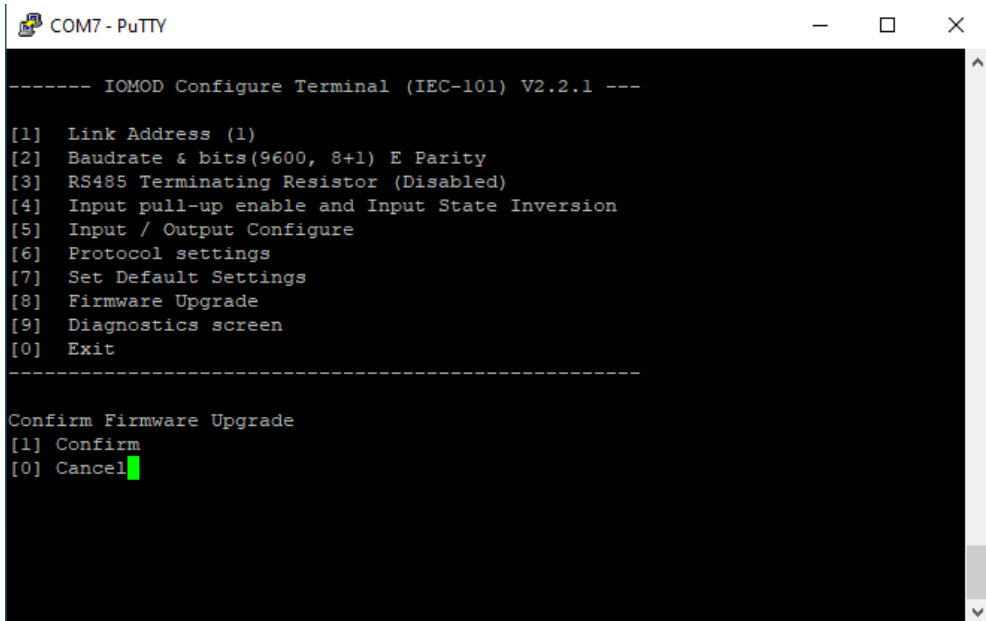 COM7 - PuTTY
------- IOMOD Configure Terminal (IEC-101) V2.2.1 ---
[1]  Link Address (1)
[2]  Baudrate & bits(9600, 8+1) E Parity
[3]  RS485 Terminating Resistor (Disabled)
[4]  Input pull-up enable and Input State Inversion
[5]  Input / Output Configure
[6]  Protocol settings
[7]  Set Default Settings
[8]  Firmware Upgrade
[9]  Diagnostics screen
[0]  Exit
-----------------------------------------------------
Confirm Firmware Upgrade
[1] Confirm
[0] Cancel